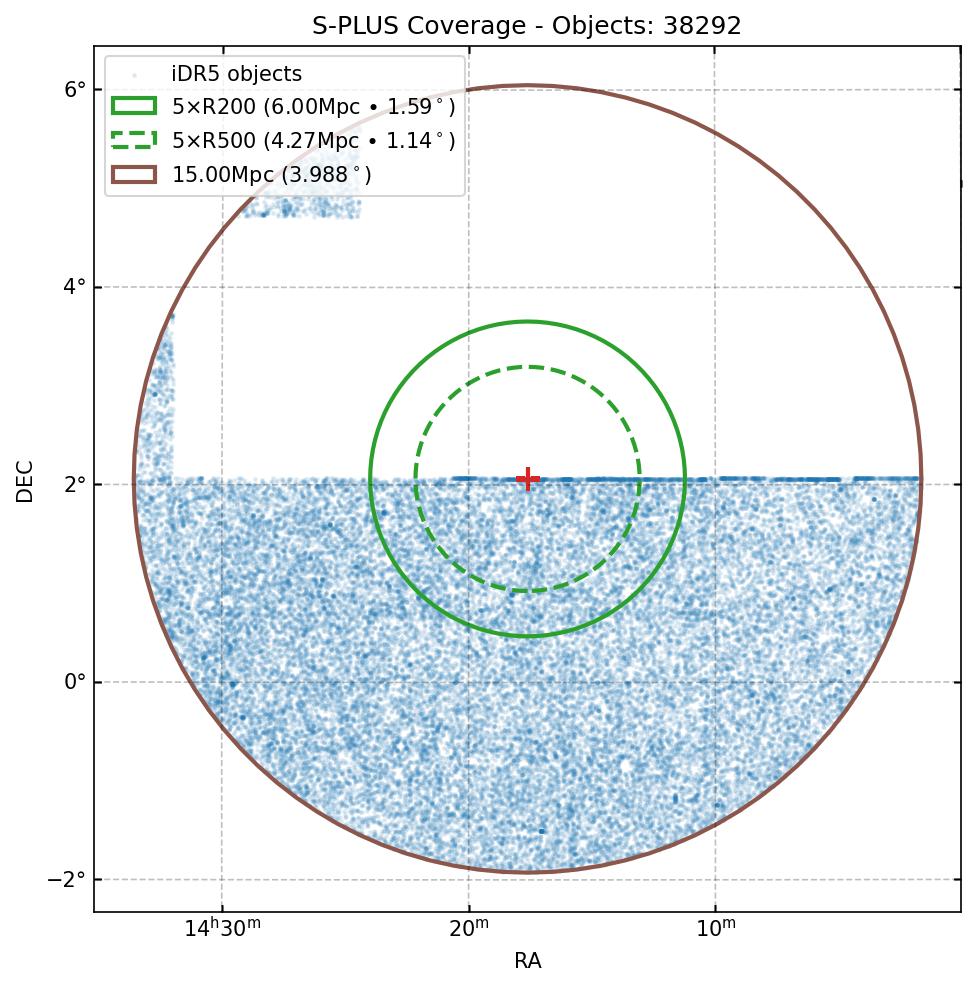 S-PLUS Coverage - Objects: 38292
iDR5 objects
5×R200 (6.00Mpc • 1.59°)
5×R500 (4.27Mpc • 1.14°)
15.00Mpc (3.988°)
6°
4°
2°
0°
−2°
DEC
14ʰ30ᵐ 20ᵐ 10ᵐ
RA